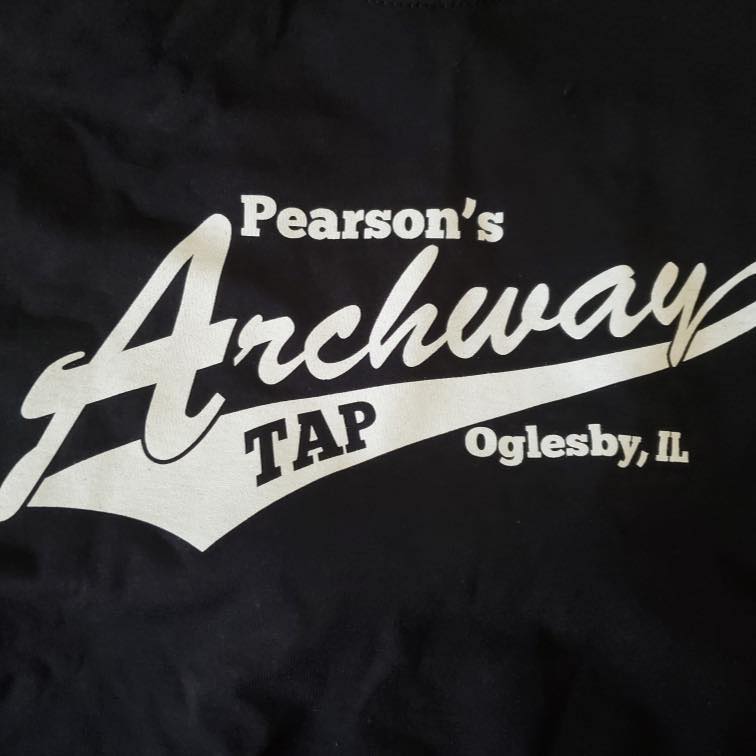 Pearson's
Archway
TAP
Oglesby, IL